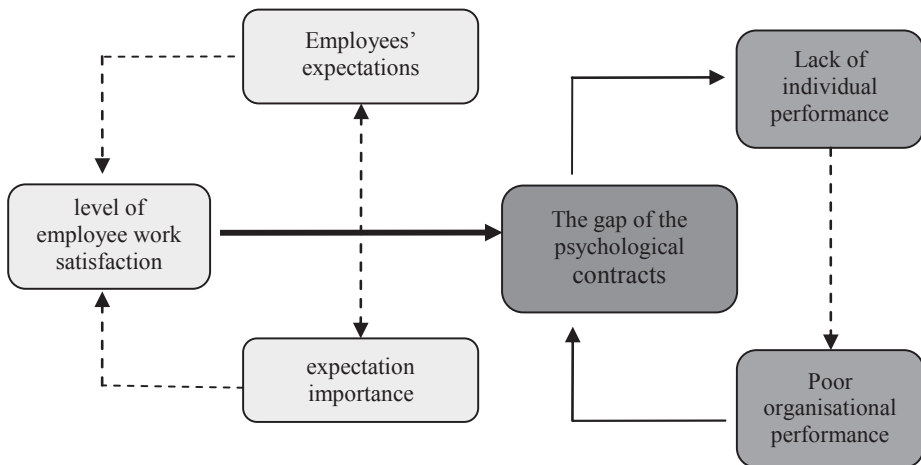 Employees’
expectations
Lack of
individual
performance
level of
employee work
satisfaction
The gap of the
psychological
contracts
expectation
importance
Poor
organisational
performance